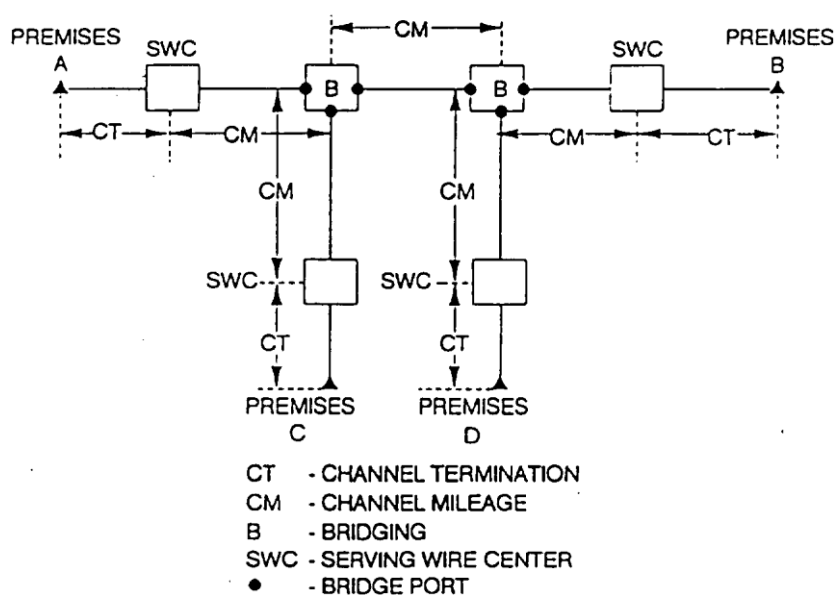 CM
PREMISES
A
SWC
B
B
SWC
PREMISES
B
CT
CM
CM
CT
CM
CM
SWC
SWC
CT
CT
PREMISES
C
PREMISES
D
CT - CHANNEL TERMINATION
CM - CHANNEL MILEAGE
B - BRIDGING
SWC - SERVING WIRE CENTER
● - BRIDGE PORT